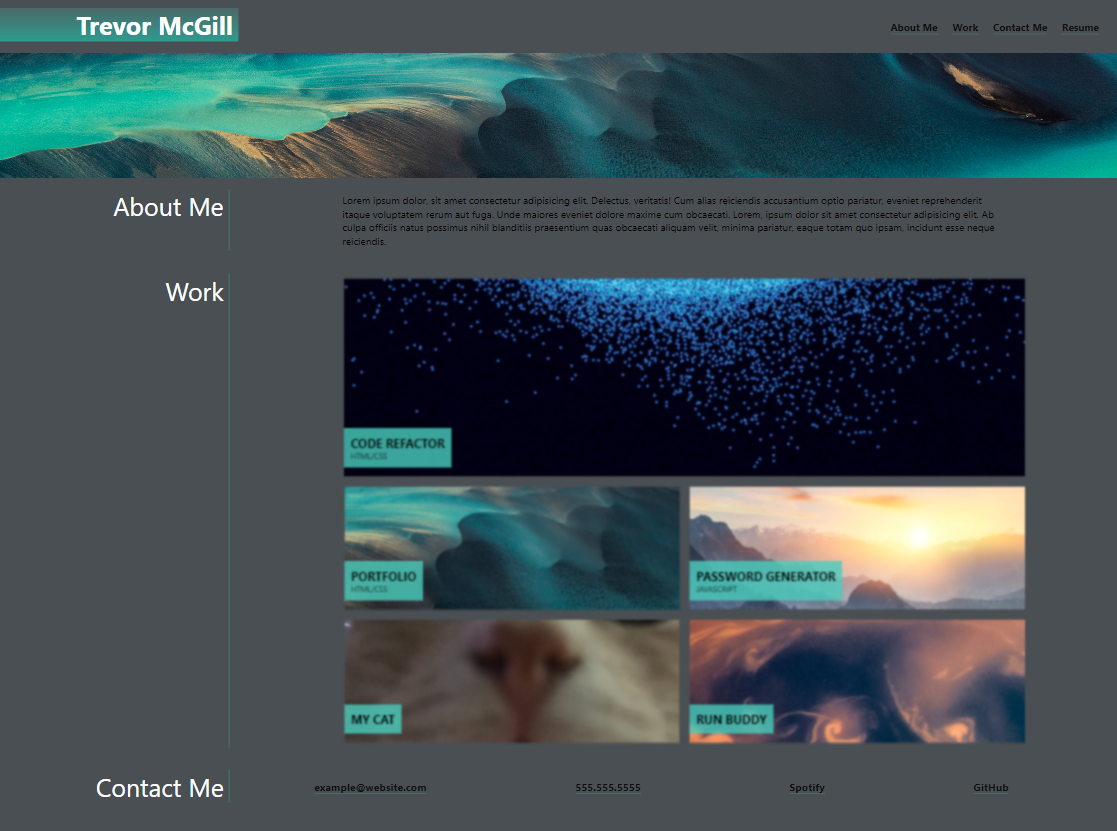 Trevor McGill
About Me Work Contact Me Resume
About Me
Lorem ipsum dolor, sit amet consectetur adipisicing elit. Delectus, veritatis! Cum alias reiciendis accusantium optio pariatur, eveniet reprehenderit
itaque voluptatem rerum aut fuga. Unde maiores eveniet dolore maxime cum obcaecati. Lorem, ipsum dolor sit amet consectetur adipisicing elit. Ab
culpa officiis natus possimus nihil blanditiis praesentium quas obcaecati aliquam velit, minima pariatur, eaque totam quo ipsam, incidunt esse neque
reiciendis.
Work
CODE REFACTOR
HTML/CSS
PORTFOLIO
HTML/CSS
PASSWORD GENERATOR
JAVASCRIPT
MY CAT
RUN BUDDY
Contact Me
example@website.com 555.555.5555 Spotify GitHub